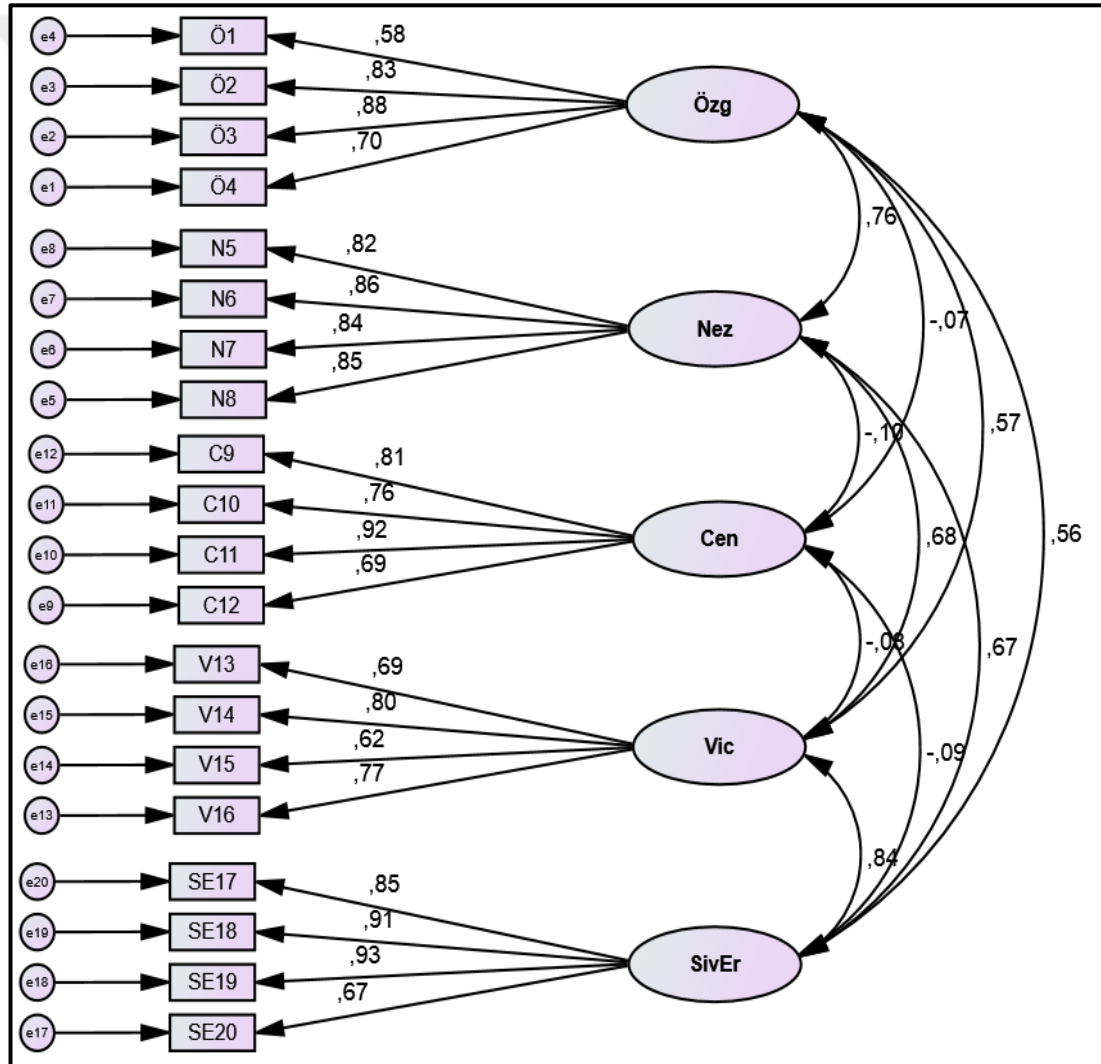 e4 Ö1 ,58
e3 Ö2 ,83
e2 Ö3 ,88
e1 Ö4 ,70
Özg
e8 N5 ,82
e7 N6 ,86
e6 N7 ,84
e5 N8 ,85
Nez
e12 C9 ,81
e11 C10 ,76
e10 C11 ,92
e9 C12 ,69
Cen
e16 V13 ,69
e15 V14 ,80
e14 V15 ,62
e13 V16 ,77
Vic
e20 SE17 ,85
e19 SE18 ,91
e18 SE19 ,93
e17 SE20 ,67
SivEr
,76
-,07
,57
-,10
,68
,56
-,08
,67
-,09
,84